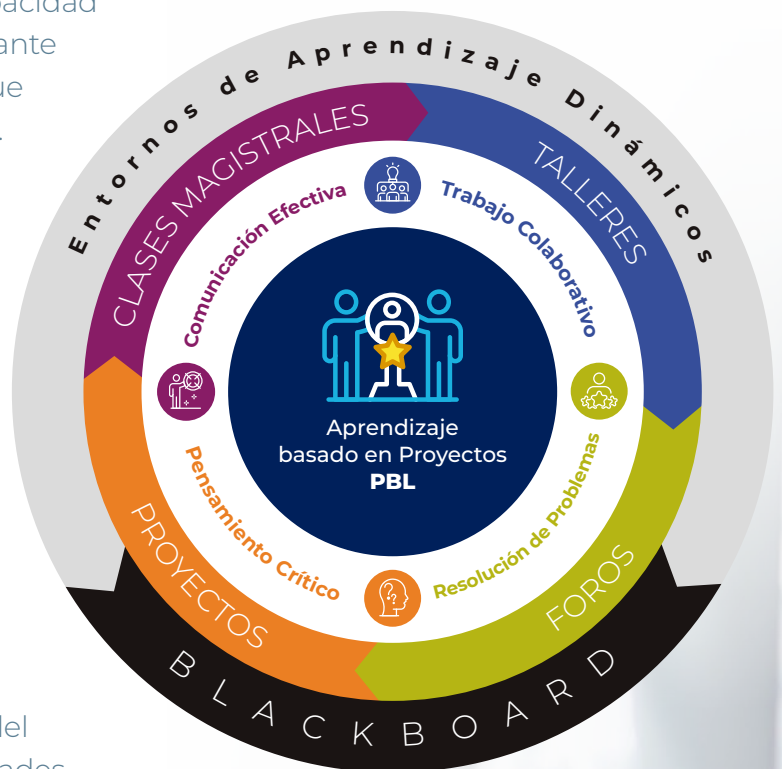 Entornos de Aprendizaje Dinámicos
CLASES MAGISTRALES
TALLERES
Comunicación Efectiva
Trabajo Colaborativo
Aprendizaje
basado en Proyectos
PBL
Pensamiento Crítico
Resolución de Problemas
PROYECTOS
FOROS
BLACKBOARD
del